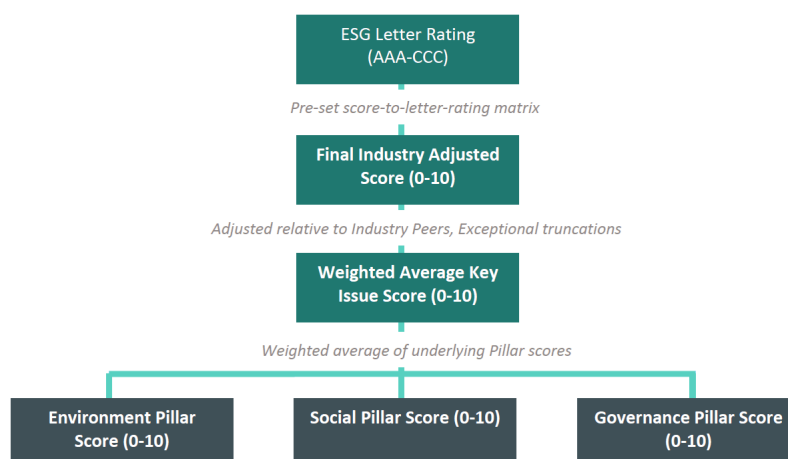 ESG Letter Rating
(AAA-CCC)
Pre-set score-to-letter-rating matrix
Final Industry Adjusted
Score (0-10)
Adjusted relative to Industry Peers, Exceptional truncations
Weighted Average Key
Issue Score (0-10)
Weighted average of underlying Pillar scores
Environment Pillar
Score (0-10)
Social Pillar Score (0-10)
Governance Pillar Score
(0-10)